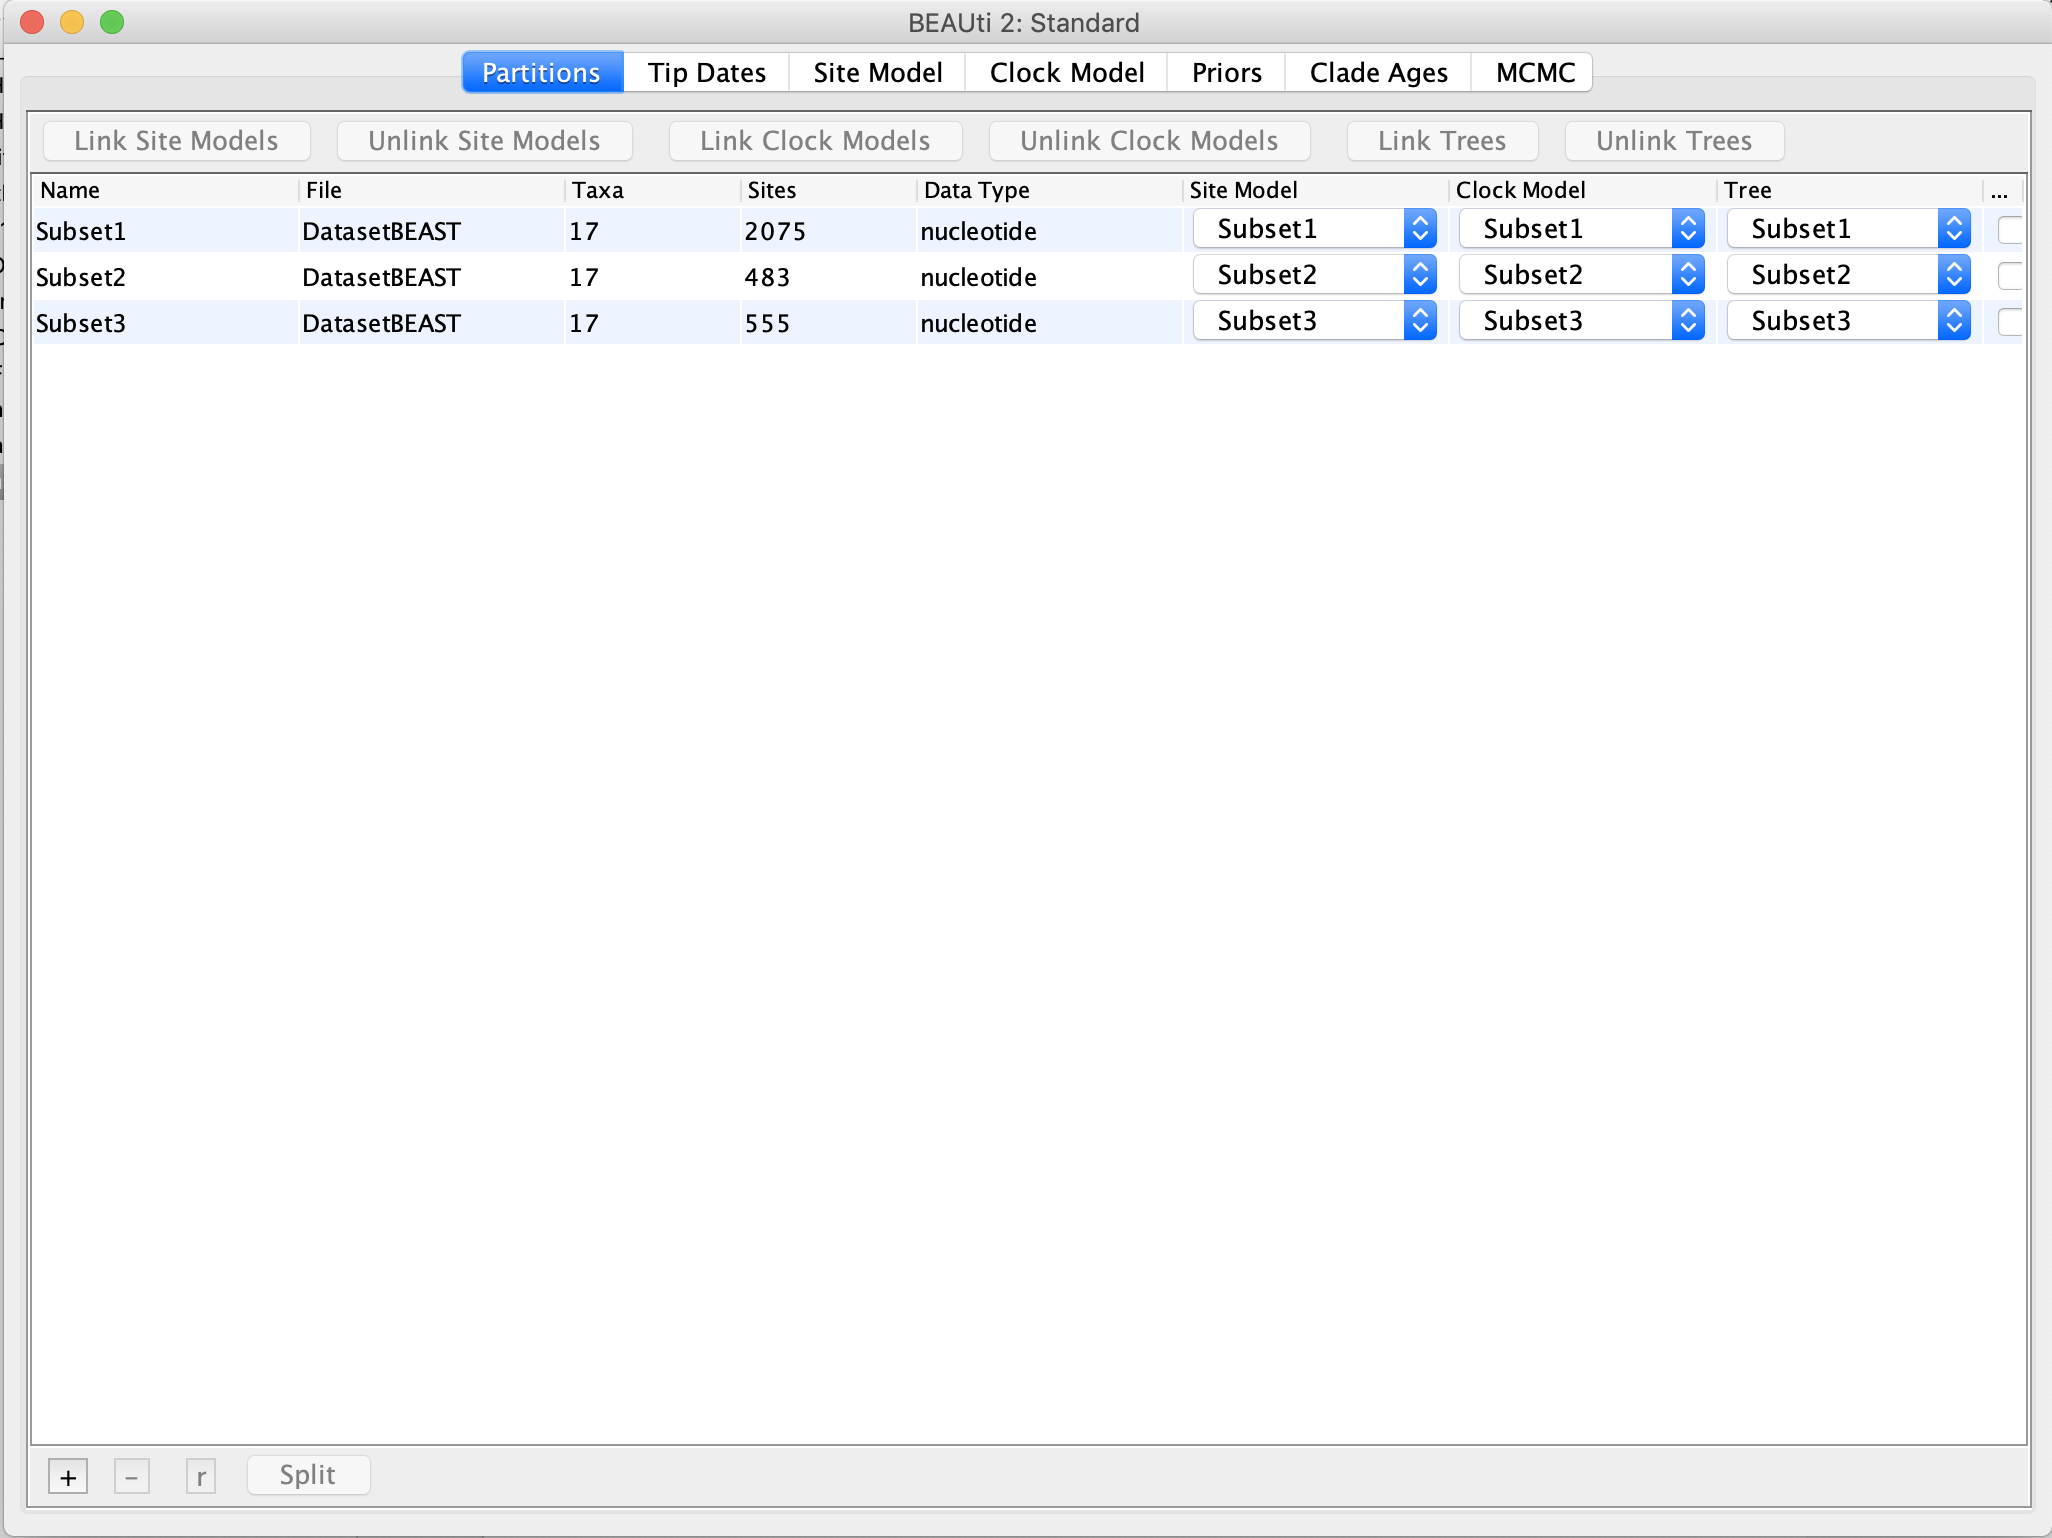 BEAUti 2: Standard
Partitions Tip Dates Site Model Clock Model Priors Clade Ages MCMC
Link Site Models Unlink Site Models Link Clock Models Unlink Clock Models Link Trees Unlink Trees
Name File Taxa Sites Data Type Site Model Clock Model Tree ...
Subset1 DatasetBEAST 17 2075 nucleotide Subset1 Subset1 Subset1
Subset2 DatasetBEAST 17 483 nucleotide Subset2 Subset2 Subset2
Subset3 DatasetBEAST 17 555 nucleotide Subset3 Subset3 Subset3
+ - r Split